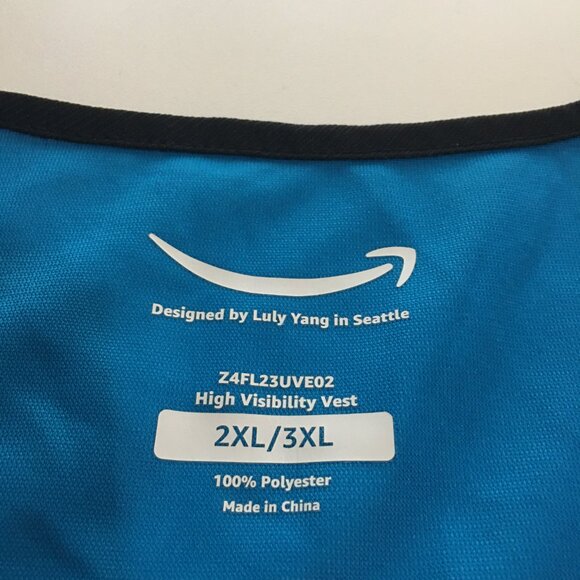 Designed by Luly Yang in Seattle
Z4FL23UVE02
High Visibility Vest
2XL/3XL
100% Polyester
Made in China